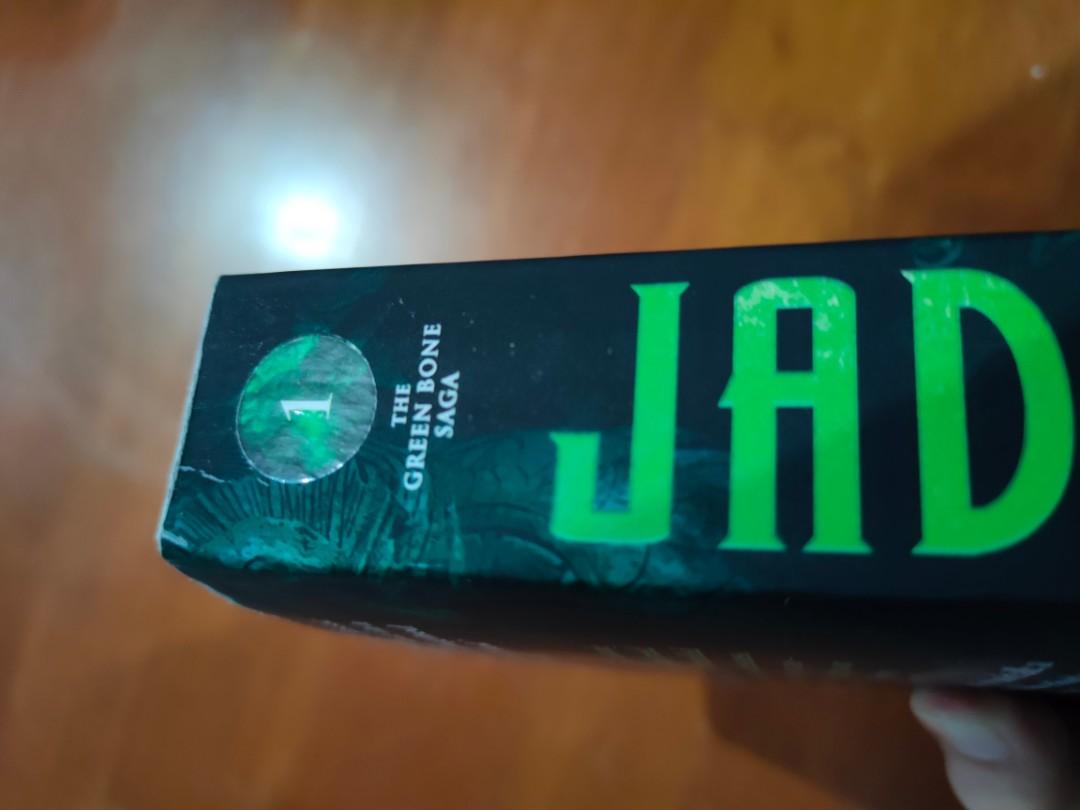 1
THE
GREEN BONE
SAGA
JAD